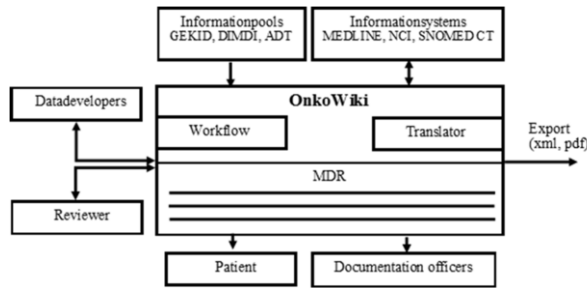 Informationpools
GEKID, DIMDI, ADT
Informationsystems
MEDLINE, NCI, SNOMED CT
OnkoWiki
Datadevelopers
Workflow
Translator
Export
(xml, pdf)
MDR
Reviewer
Patient
Documentation officers